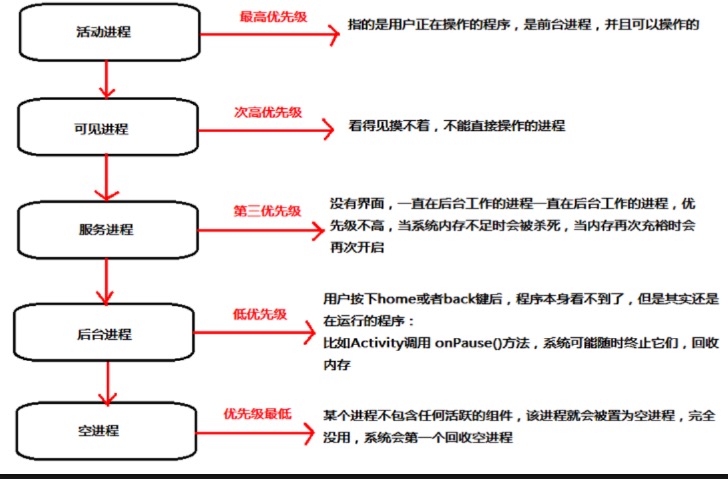 活动进程
最高优先级
指的是用户正在操作的程序，是前台进程，并且可以操作的
可见进程
次高优先级
看得见摸不着，不能直接操作的进程
服务进程
第三优先级
没有界面，一直在后台工作的进程一直在后台工作的进程，优
先级不高，当系统内存不足时会被杀死，当内存再次充裕时会
再次开启
后台进程
低优先级
用户按下home或者back键后，程序本身看不到了，但是其实还是
在运行的程序：
比如Activity调用 onPause()方法，系统可能随时终止它们，回收
内存
空进程
优先级最低
某个进程不包含任何活跃的组件，该进程就会被置为空进程，完全
没用，系统会第一个回收空进程